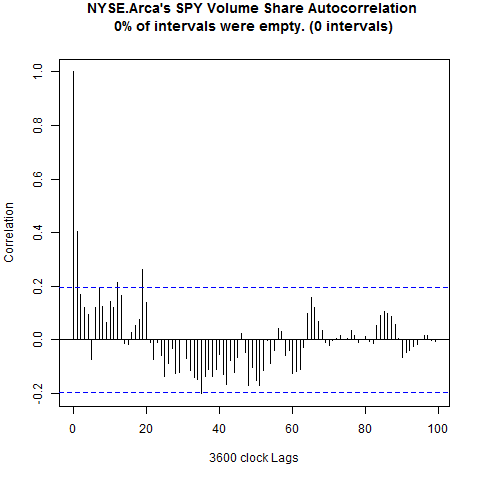 NYSE.Arca's SPY Volume Share Autocorrelation
0% of intervals were empty. (0 intervals)
Correlation
1.0
0.8
0.6
0.4
0.2
0.0
-0.2
0 20 40 60 80 100
3600 clock Lags